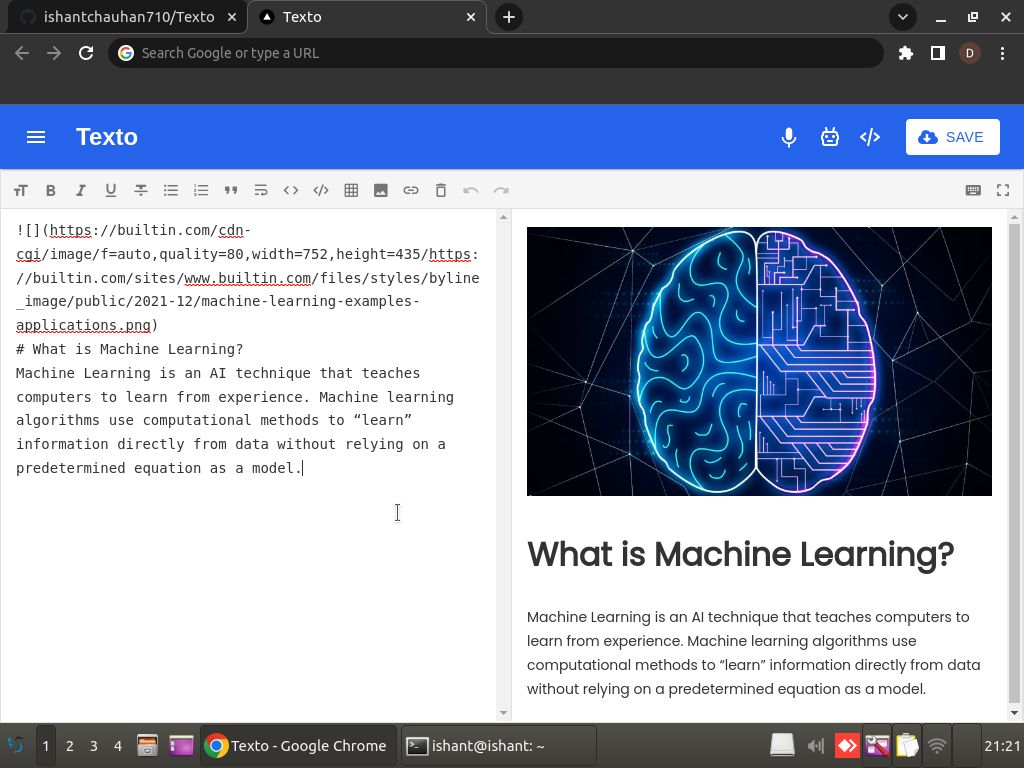 ishantchauhan710/Texto
Texto
Search Google or type a URL
D
Texto
SAVE
![](https://builtin.com/cdn-
cgi/image/f=auto,quality=80,width=752,height=435/https:
//builtin.com/sites/www.builtin.com/files/styles/byline
_image/public/2021-12/machine-learning-examples-
applications.png)
# What is Machine Learning?
Machine Learning is an AI technique that teaches
computers to learn from experience. Machine learning
algorithms use computational methods to “learn”
information directly from data without relying on a
predetermined equation as a model.
What is Machine Learning?
Machine Learning is an AI technique that teaches computers to
learn from experience. Machine learning algorithms use
computational methods to “learn” information directly from data
without relying on a predetermined equation as a model.
1 2 3 4 Texto - Google Chrome ishant@ishant: ~ 21:21